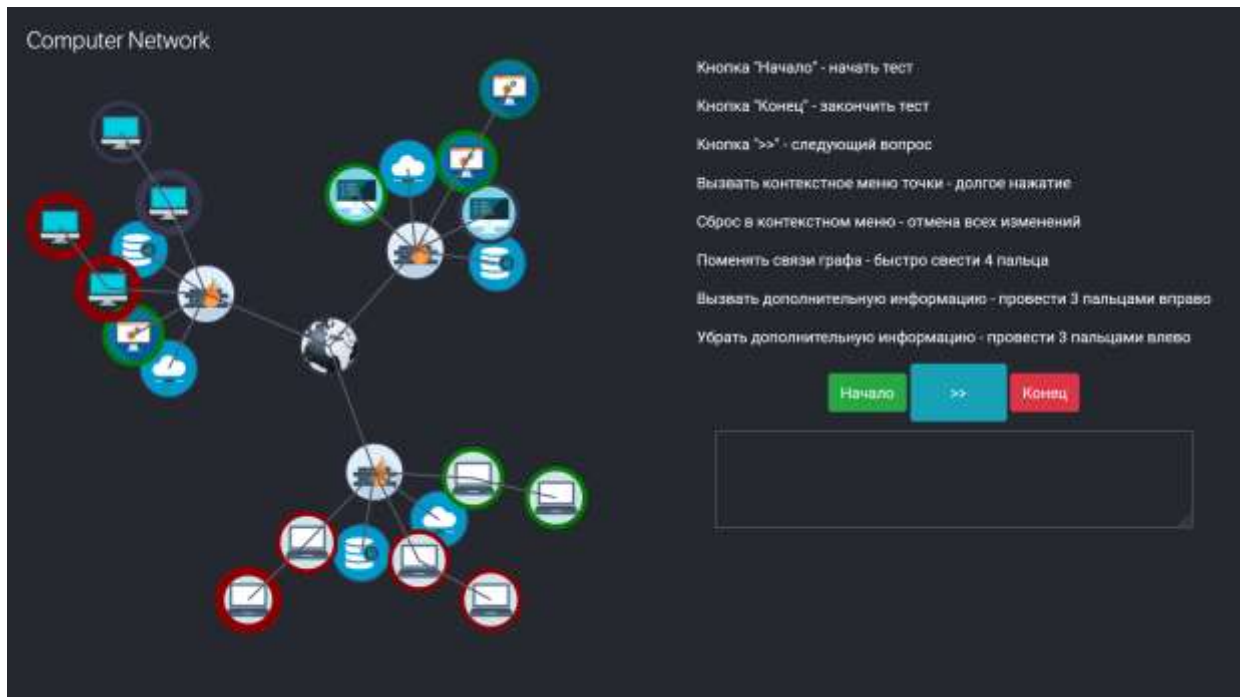 Computer Network
Кнопка "Начало" - начать тест
Кнопка "Конец" - закончить тест
Кнопка ">>" - следующий вопрос
Вызвать контекстное меню точки - долгое нажатие
Сброс в контекстном меню - отмена всех изменений
Поменять связи графа - быстро свести 4 пальца
Вызвать дополнительную информацию - провести 3 пальцами вправо
Убрать дополнительную информацию - провести 3 пальцами влево
Начало >> Конец